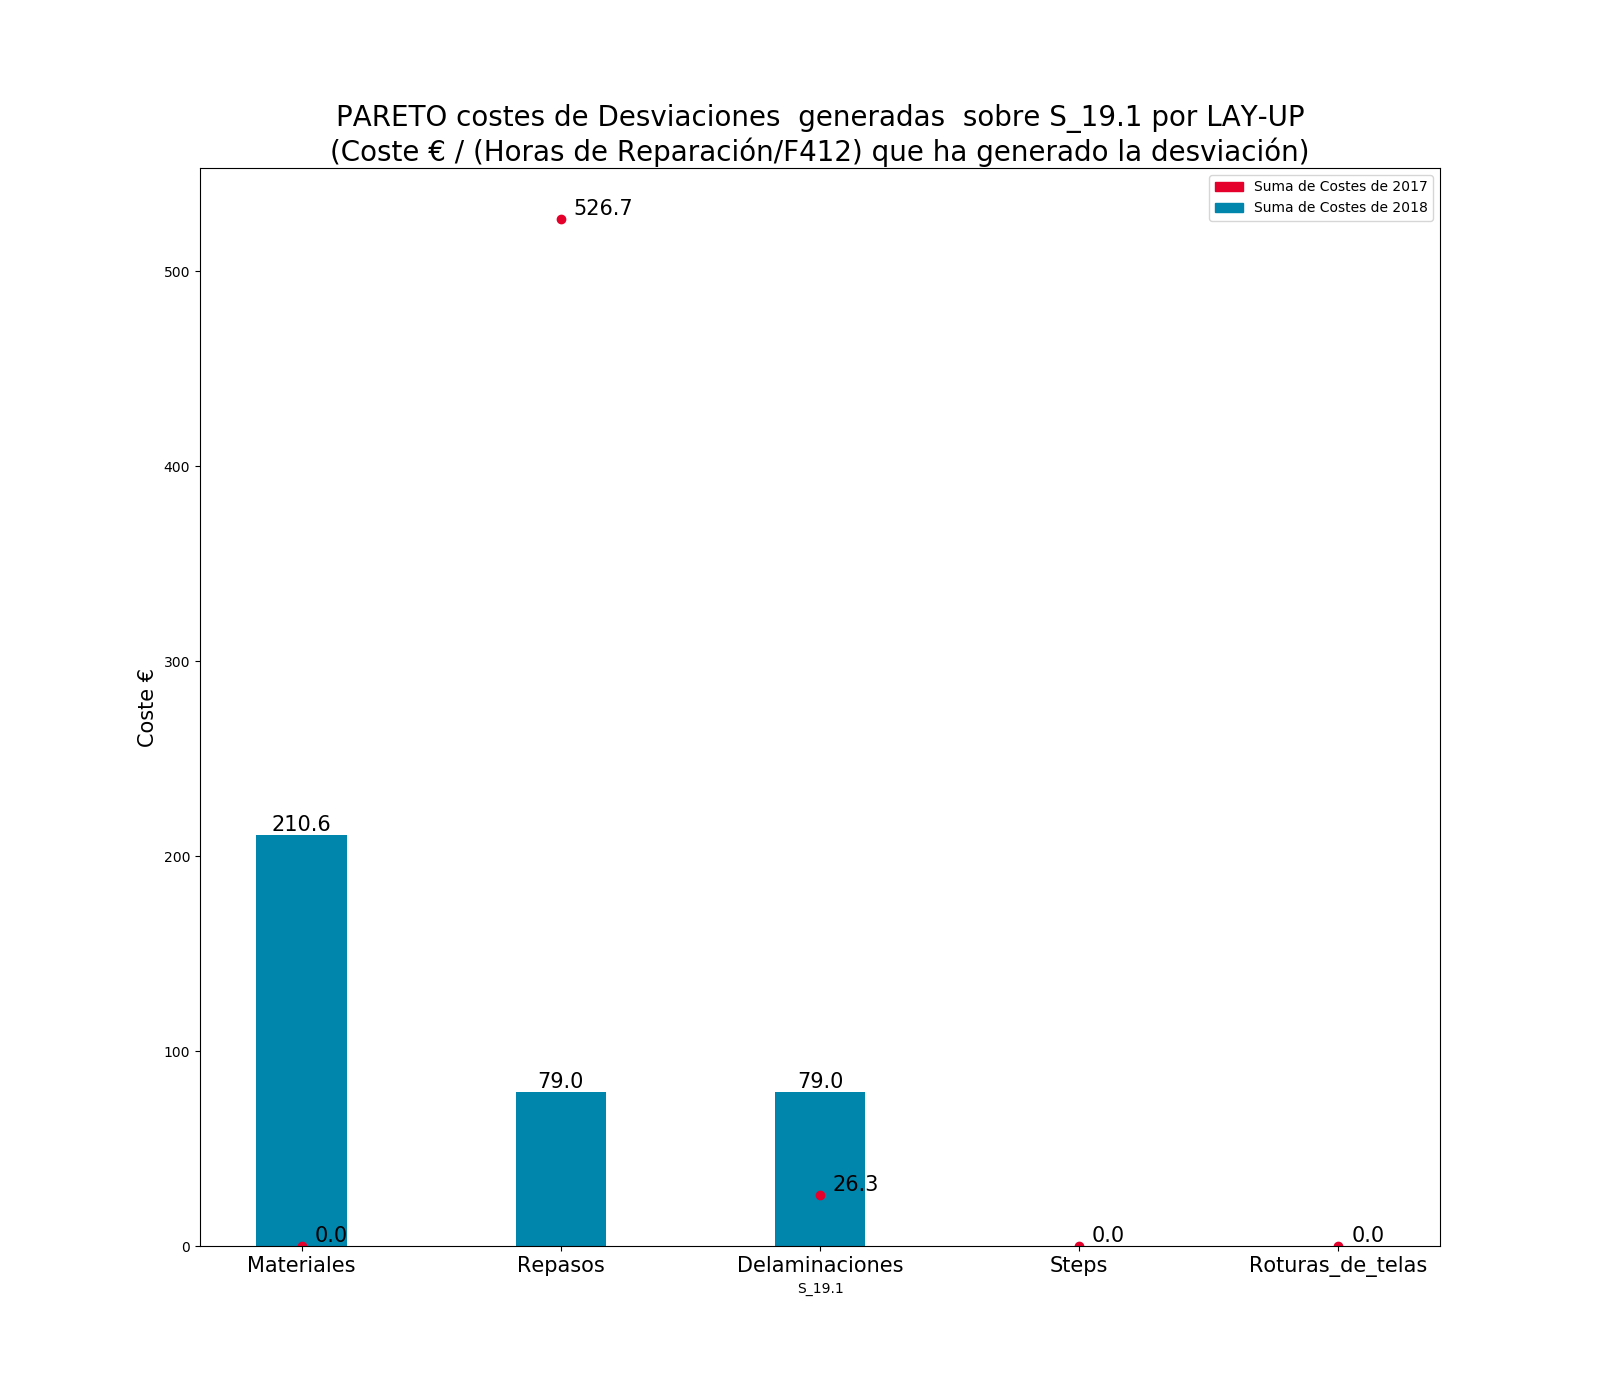 PARETO costes de Desviaciones  generadas  sobre S_19.1 por LAY-UP
(Coste € / (Horas de Reparación/F412) que ha generado la desviación)
Suma de Costes de 2017
Suma de Costes de 2018
526.7
500
400
300
Coste €
210.6
200
100
79.0
79.0
26.3
0.0
0.0
0.0
0
Materiales
Repasos
Delaminaciones
Steps
Roturas_de_telas
S_19.1